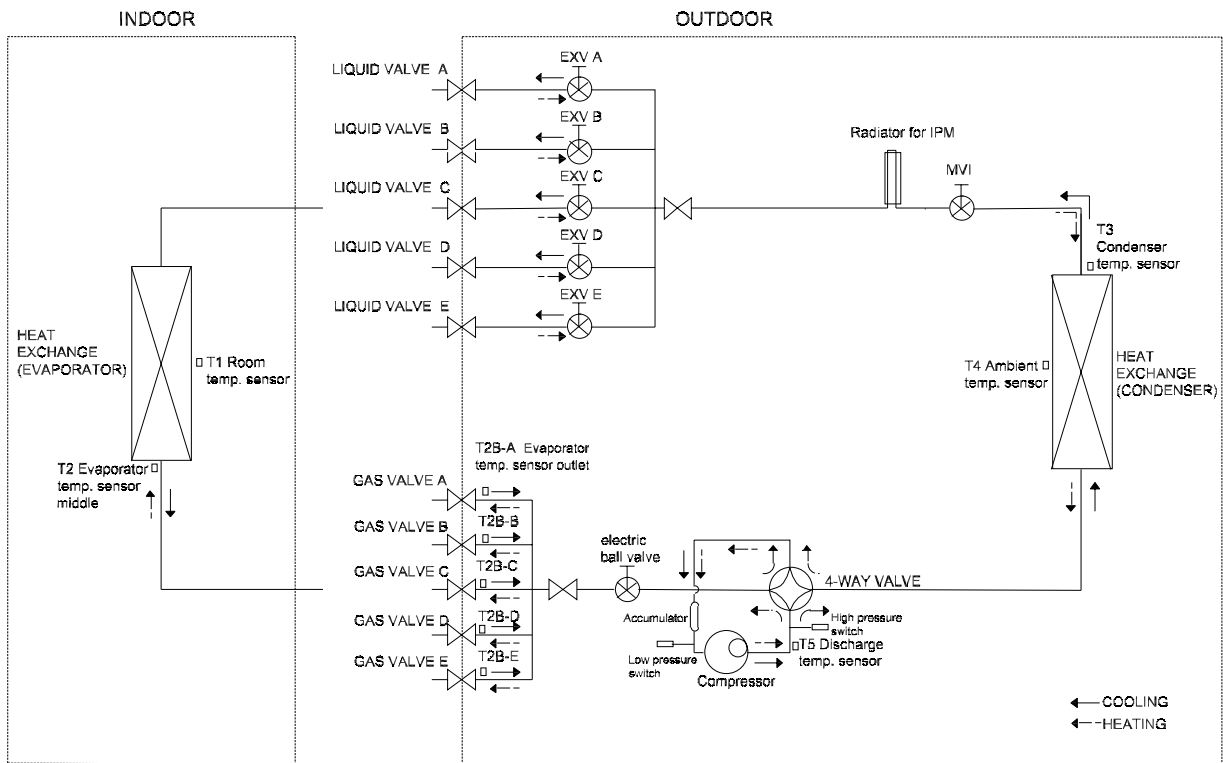 INDOOR
OUTDOOR
LIQUID VALVE A
EXV A
LIQUID VALVE B
EXV B
LIQUID VALVE C
EXV C
LIQUID VALVE D
EXV D
LIQUID VALVE E
EXV E
Radiator for IPM
MVI
T3
Condenser
temp. sensor
HEAT
EXCHANGE
(EVAPORATOR)
T1 Room
temp. sensor
T4 Ambient
temp. sensor
HEAT
EXCHANGE
(CONDENSER)
T2 Evaporator
temp. sensor
middle
T2B-A Evaporator
temp. sensor outlet
GAS VALVE A
GAS VALVE B
T2B-B
GAS VALVE C
T2B-C
GAS VALVE D
T2B-D
GAS VALVE E
T2B-E
electric
ball valve
4-WAY VALVE
Accumulator
High pressure
switch
Low pressure
switch
T5 Discharge
temp. sensor
Compressor
COOLING
HEATING